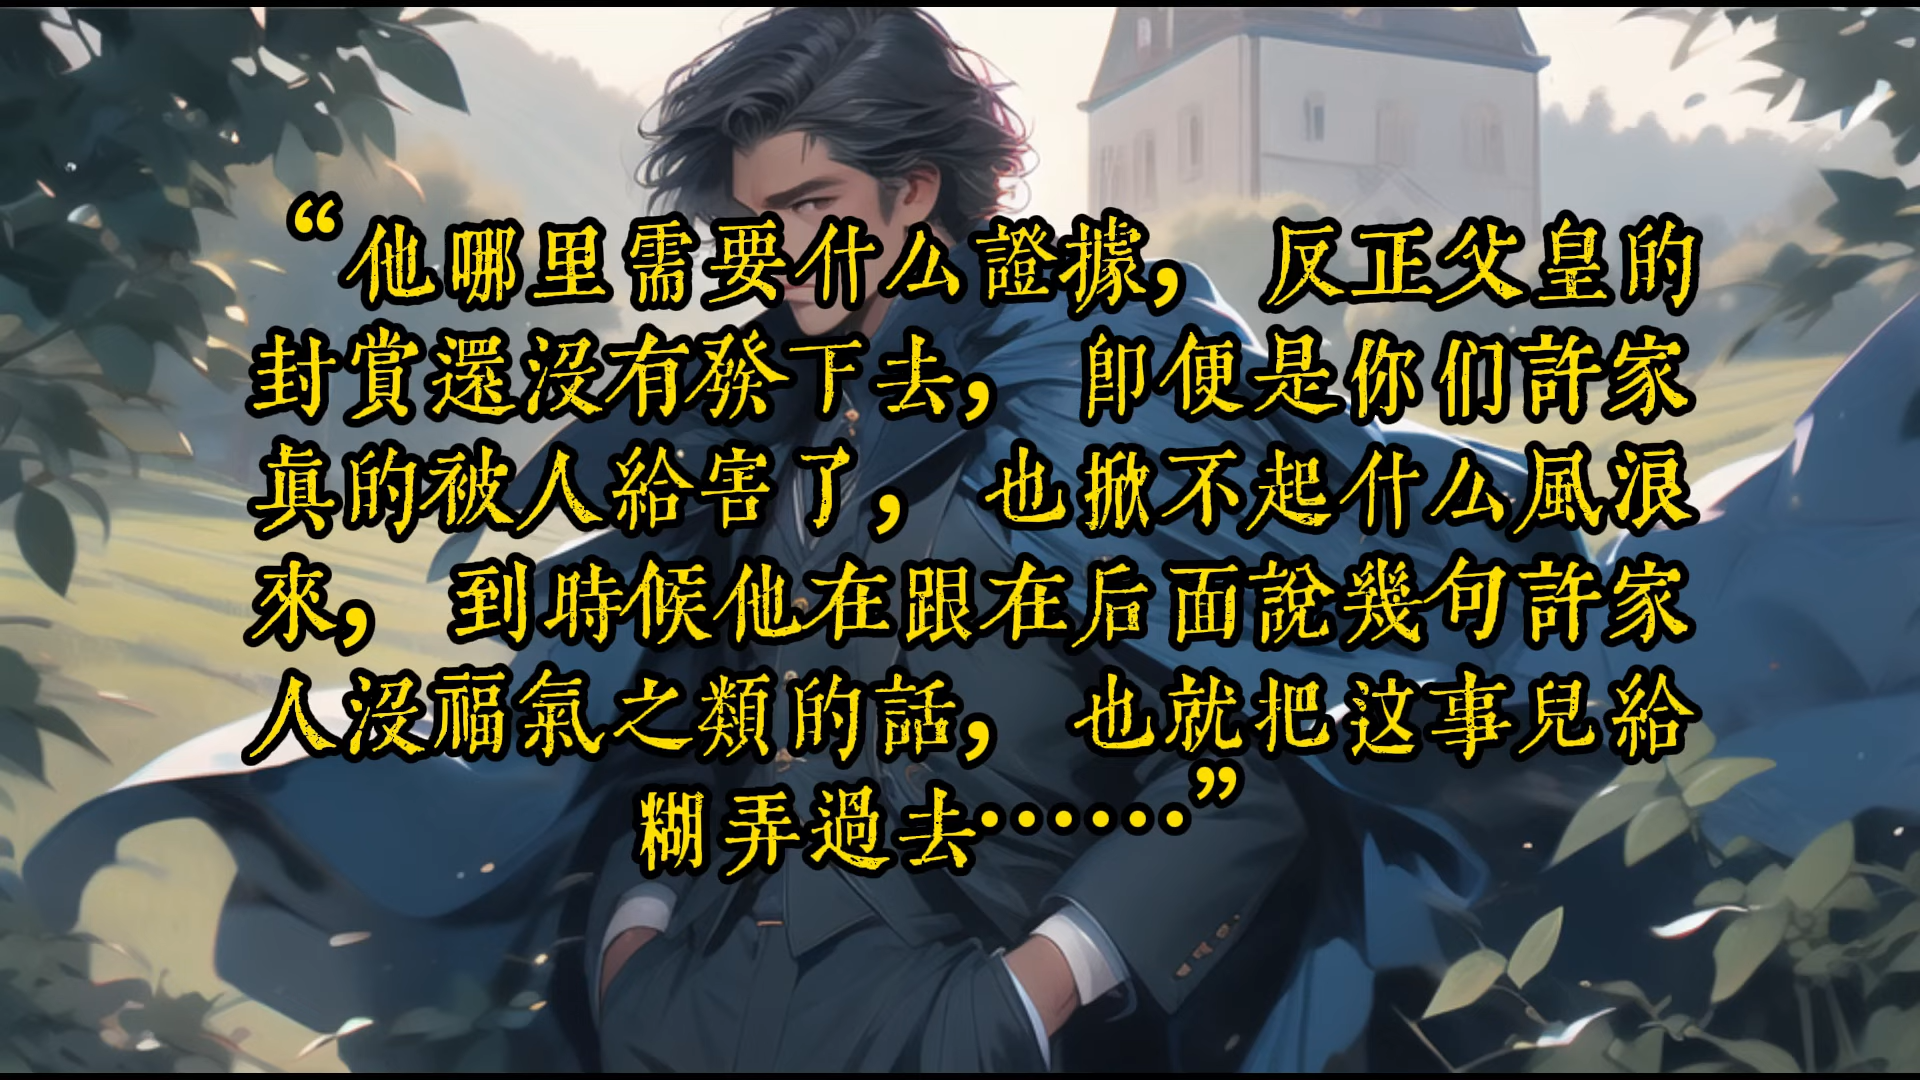 “他哪里需要什么證據，反正父皇的
封賞還沒有發下去，即便是你们許家
真的被人給害了，也掀不起什么風浪
來，到時候他在跟在后面說幾句許家
人沒福氣之類的話，也就把这事兒給
糊弄過去……”